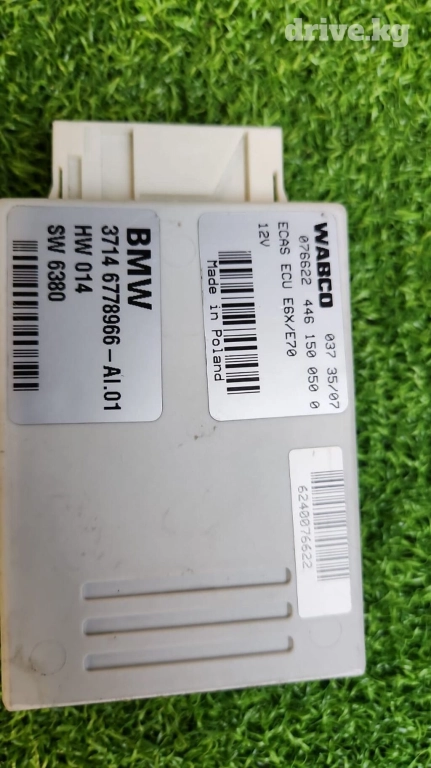 drive.kg
BMW
3714 6778966-AI.01
HW 014
SW 6380
WABCO 037 35/07
076622 446 150 050 0
ECAS ECU E6X/E70
12V
Made in Poland
6240076622